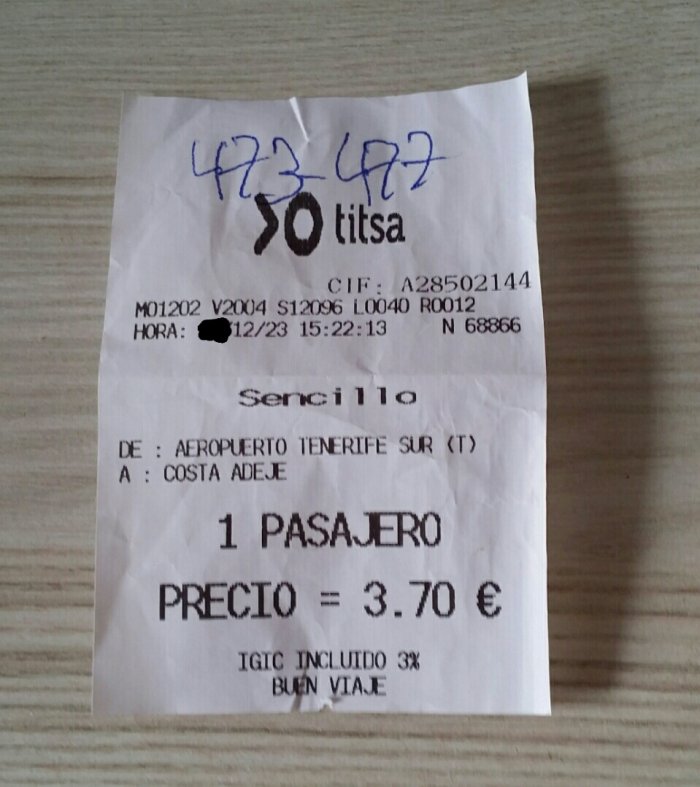 473-477
titsa
CIF: A28502144
M01202 V2004 S12096 L0040 R0012
HORA: /12/23 15:22:13 N 68866
Sencillo
DE : AEROPUERTO TENERIFE SUR (T)
A : COSTA ADEJE
1 PASAJERO
PRECIO = 3.70 €
IGIC INCLUIDO 3%
BUEN VIAJE